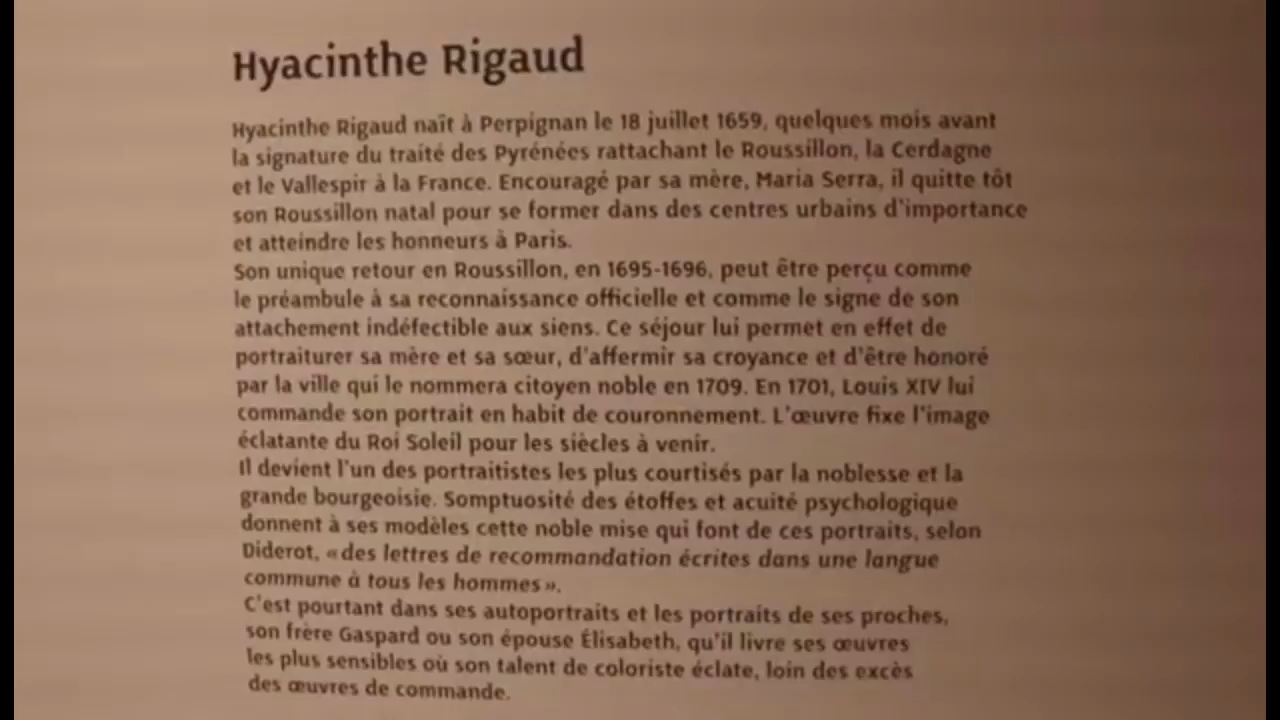 Hyacinthe Rigaud
Hyacinthe Rigaud naît à Perpignan le 18 juillet 1659, quelques mois avant
la signature du traité des Pyrénées rattachant le Roussillon, la Cerdagne
et le Vallespir à la France. Encouragé par sa mère, Maria Serra, il quitte tôt
son Roussillon natal pour se former dans des centres urbains d'importance
et atteindre les honneurs à Paris.
Son unique retour en Roussillon, en 1695-1696, peut être perçu comme
le préambule à sa reconnaissance officielle et comme le signe de son
attachement indéfectible aux siens. Ce séjour lui permet en effet de
portraiturer sa mère et sa sœur, d'affermir sa croyance et d'être honoré
par la ville qui le nommera citoyen noble en 1709. En 1701, Louis XIV lui
commande son portrait en habit de couronnement. L'œuvre fixe l'image
éclatante du Roi Soleil pour les siècles à venir.
Il devient l'un des portraitistes les plus courtisés par la noblesse et la
grande bourgeoisie. Somptuosité des étoffes et acuité psychologique
donnent à ses modèles cette noble mise qui font de ces portraits, selon
Diderot, «des lettres de recommandation écrites dans une langue
commune à tous les hommes».
C'est pourtant dans ses autoportraits et les portraits de ses proches,
son frère Gaspard ou son épouse Élisabeth, qu'il livre ses œuvres
les plus sensibles où son talent de coloriste éclate, loin des excès
des œuvres de commande.